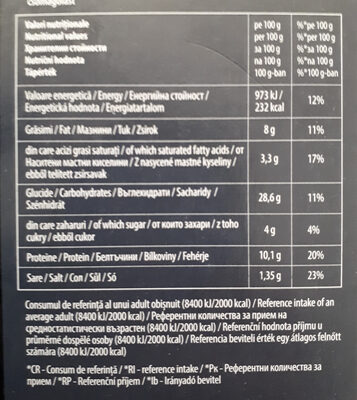 csomagolást
Valori nutriționale pe 100 g %*pe 100 g
Nutritional values per 100 g %*per 100 g
Хранителни стойности за 100 g %*за 100 g
Nutriční hodnota na 100 g %*na 100 g
Tápérték 100 g-ban %*100 g-ban
Valoare energetică / Energy / Енергийна стойност / 973 kJ / 12%
Energetická hodnota / Energiatartalom 232 kcal
Grăsimi / Fat / Мазнини / Tuk / Zsírok 8 g 11%
din care acizi grași saturați / of which saturated fatty acids / от
Наситени мастни киселини / Z nasycené mastné kyseliny / 3,3 g 17%
ebből telített zsírsavak
Glucide / Carbohydrates / Въглехидрати / Sacharidy / 28,6 g 11%
Szénhidrát
din care zaharuri / of which sugar / от които захари / z toho 4 g 4%
cukry / ebből cukor
Proteine / Protein / Белтъчини / Bílkoviny / Fehérje 10,1 g 20%
Sare / Salt / Сол / Sůl / Só 1,35 g 23%
Consumul de referință al unui adult obișnuit (8400 kJ/2000 kcal) / Reference intake of an
average adult (8400 kJ/2000 kcal) / Референтни количества за прием на
средностатистически възрастен (8400 kJ/2000 kcal) / Referenční hodnota příjmu u
průměrné dospělé osoby (8400 kJ/2000 kcal) / Referencia beviteli érték egy átlagos felnőtt
számára (8400 kJ/2000 kcal)
*CR - Consum de referință / *RI - reference intake / *Рк - Референтни количества за
прием / *RP - Referenční příjem / *Ib - Irányadó bevitel